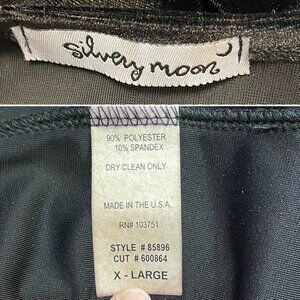 silvery moon
90% POLYESTER
10% SPANDEX
DRY CLEAN ONLY
MADE IN THE U.S.A.
RN# 103751
STYLE # 85896
CUT # 600864
X - LARGE